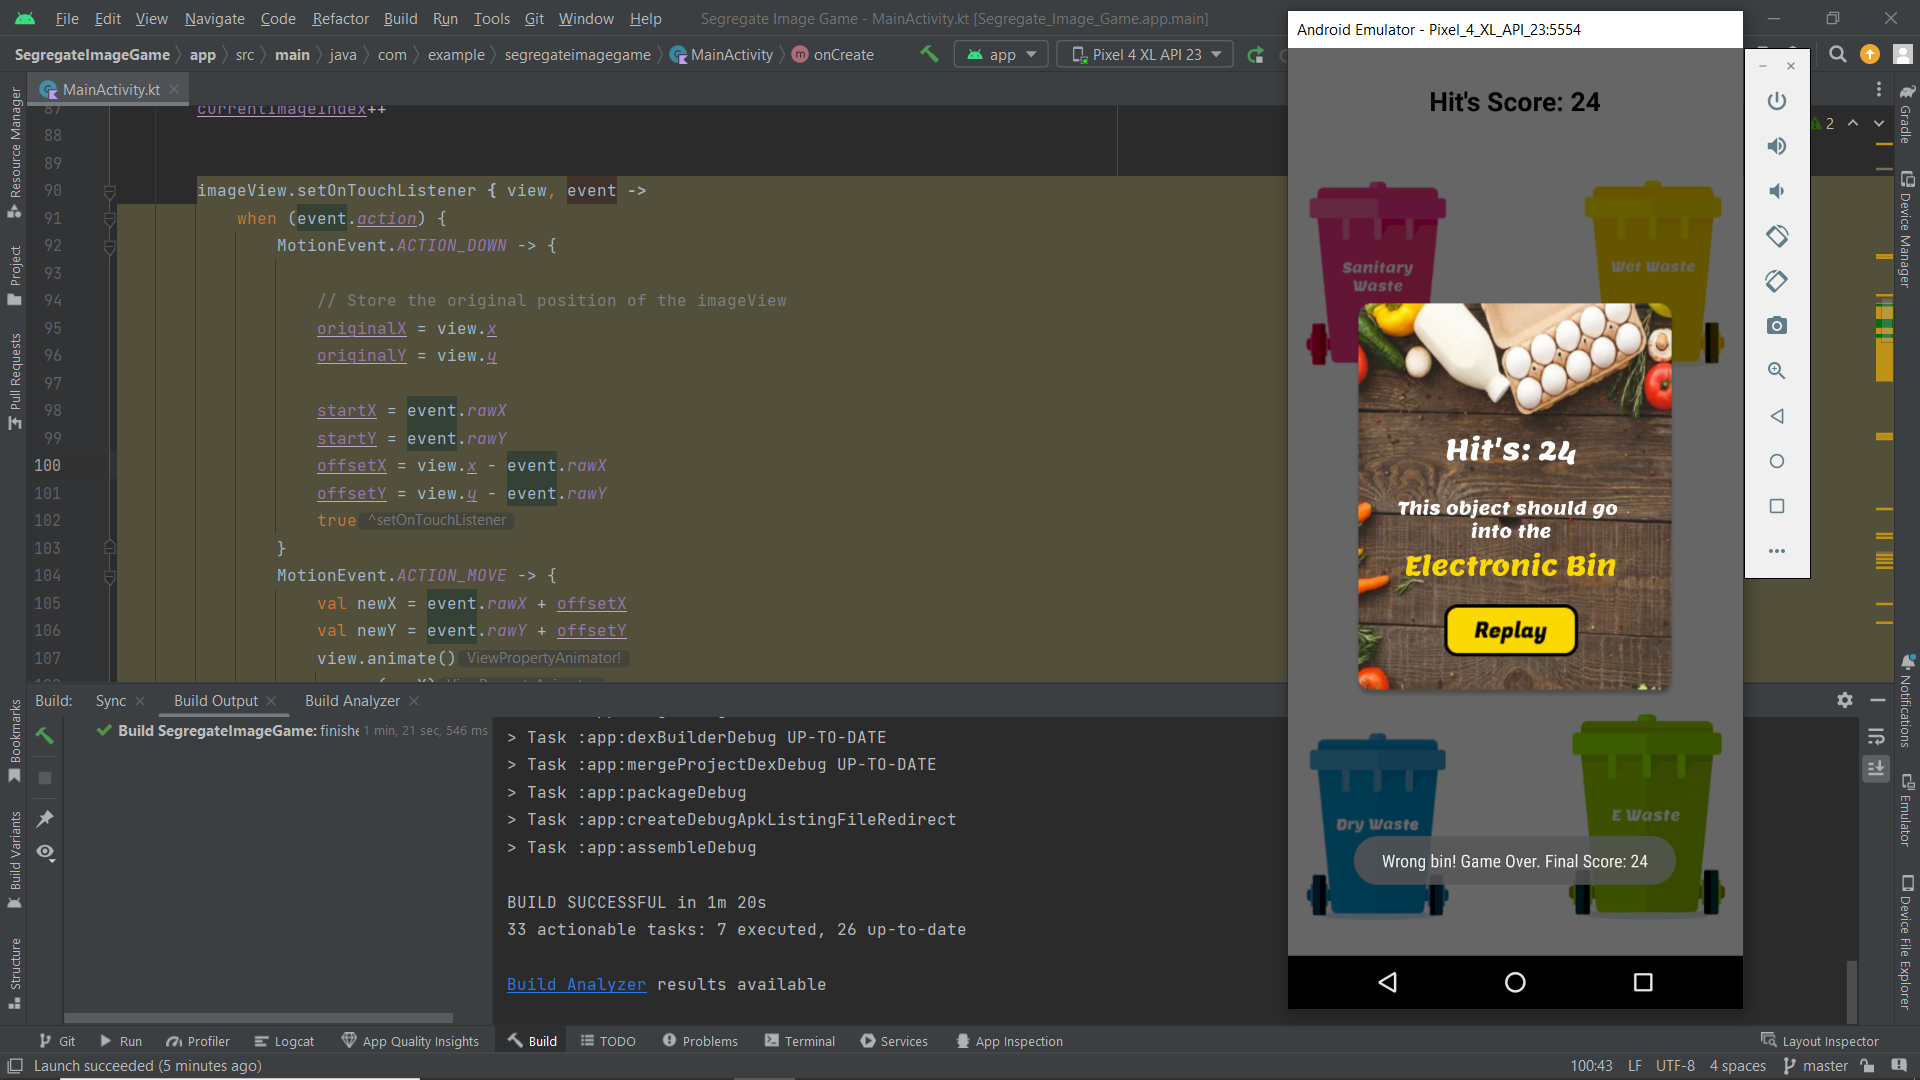 File Edit View Navigate Code Refactor Build Run Tools Git Window Help Segregate Image Game - MainActivity.kt [Segregate_Image_Game.app.main]
SegregateImageGame app src main java com example segregateimagegame MainActivity onCreate app Pixel 4 XL API 23
MainActivity.kt
87 currentImageIndex++
88
89
90 imageView.setOnTouchListener { view, event ->
91 when (event.action) {
92 MotionEvent.ACTION_DOWN -> {
93
94 // Store the original position of the imageView
95 originalX = view.x
96 originalY = view.y
97
98 startX = event.rawX
99 startY = event.rawY
100 offsetX = view.x - event.rawX
101 offsetY = view.y - event.rawY
102 true ^setOnTouchListener
103 }
104 MotionEvent.ACTION_MOVE -> {
105 val newX = event.rawX + offsetX
106 val newY = event.rawY + offsetY
107 view.animate() ViewPropertyAnimator!
Resource Manager
Project
Pull Requests
Bookmarks
Build Variants
Structure
Build: Sync Build Output Build Analyzer
Build SegregateImageGame: finishe 1 min, 21 sec, 546 ms
> Task :app:dexBuilderDebug UP-TO-DATE
> Task :app:mergeProjectDexDebug UP-TO-DATE
> Task :app:packageDebug
> Task :app:createDebugApkListingFileRedirect
> Task :app:assembleDebug
BUILD SUCCESSFUL in 1m 20s
33 actionable tasks: 7 executed, 26 up-to-date
Build Analyzer results available
Android Emulator - Pixel_4_XL_API_23:5554
Hit's Score: 24
Sanitary
Waste
Wet Waste
Hit's: 24
This object should go
into the
Electronic Bin
Replay
Dry Waste
E Waste
Wrong bin! Game Over. Final Score: 24
2
Gradle
Device Manager
Notifications
Emulator
Device File Explorer
Git Run Profiler Logcat App Quality Insights Build TODO Problems Terminal Services App Inspection Layout Inspector
Launch succeeded (5 minutes ago) 100:43 LF UTF-8 4 spaces master